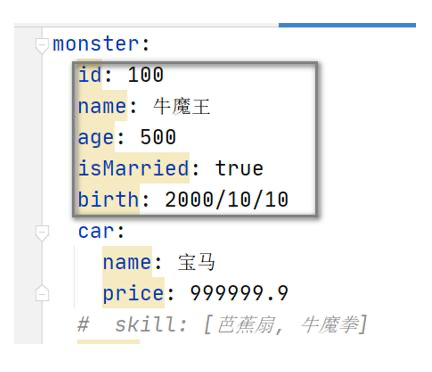 monster:
  id: 100
  name: 牛魔王
  age: 500
  isMarried: true
  birth: 2000/10/10
  car:
    name: 宝马
    price: 999999.9
  #  skill: [芭蕉扇, 牛魔拳]